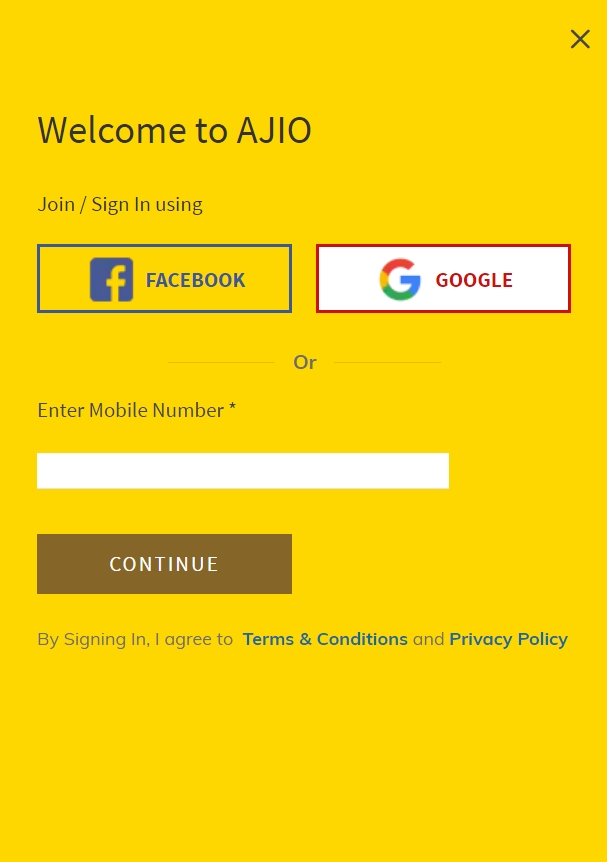 Welcome to AJIO
Join / Sign In using
FACEBOOK
GOOGLE
Or
Enter Mobile Number *
CONTINUE
By Signing In, I agree to Terms & Conditions and Privacy Policy